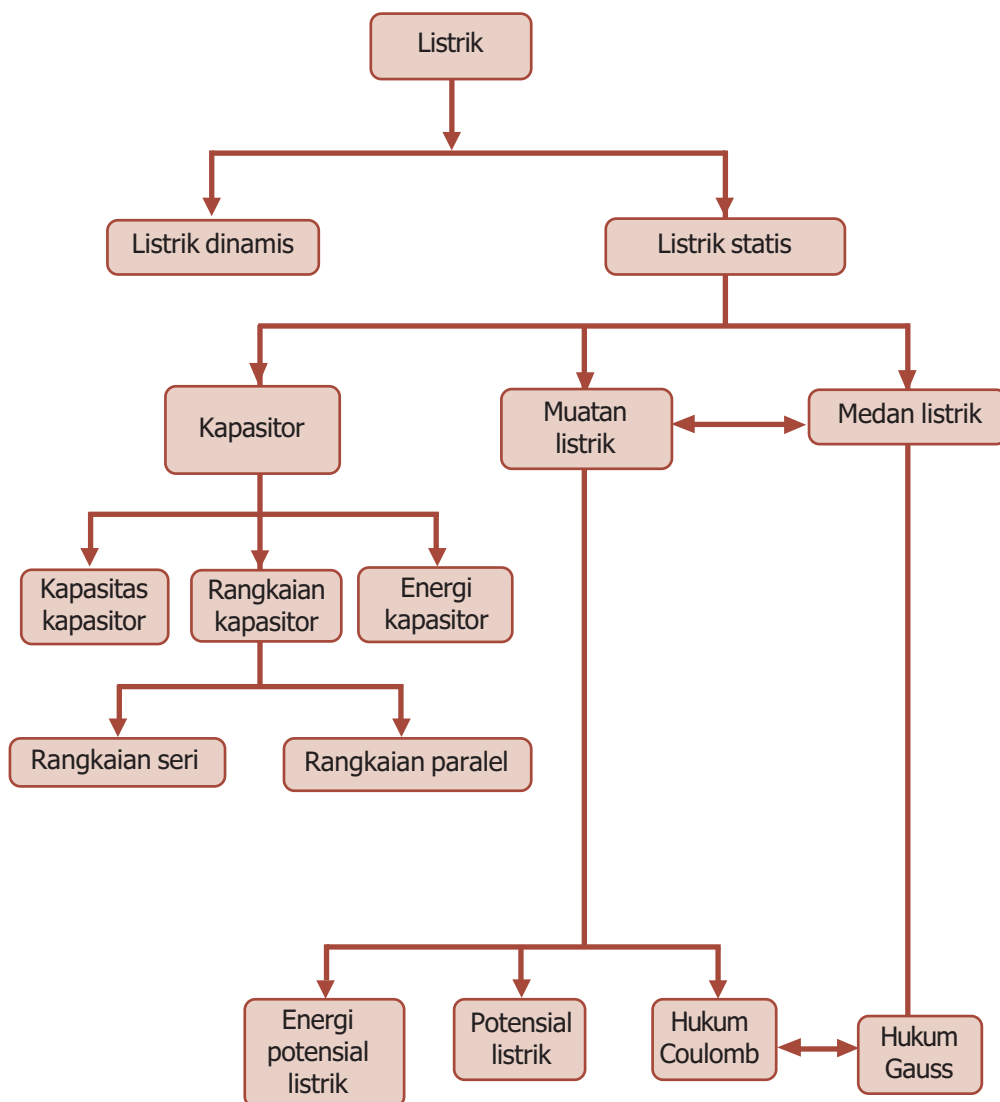 Listrik
Listrik dinamis
Listrik statis
Kapasitor
Muatan
listrik
Medan listrik
Kapasitas
kapasitor
Rangkaian
kapasitor
Energi
kapasitor
Rangkaian seri
Rangkaian paralel
Energi
potensial
listrik
Potensial
listrik
Hukum
Coulomb
Hukum
Gauss